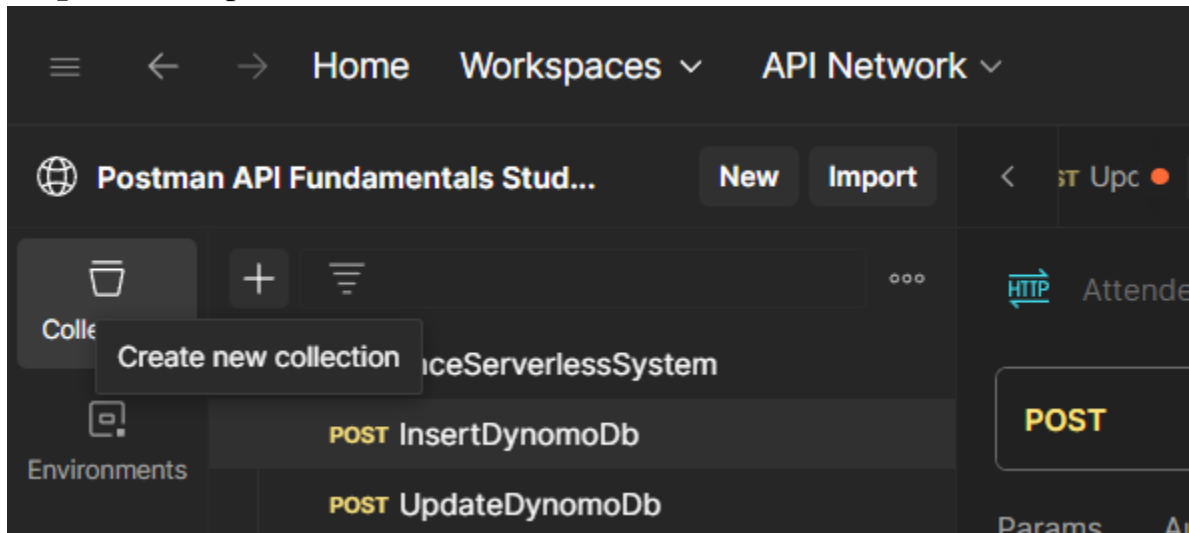 Home Workspaces API Network
Postman API Fundamentals Stud... New Import Upc
HTTP Attende
Colle
Create new collection nceServerlessSystem
POST InsertDynomoDb POST
Environments
POST UpdateDynomoDb
Params